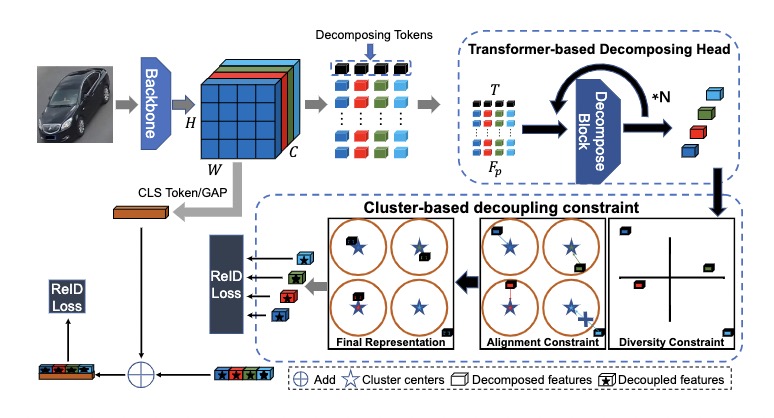 Decomposing Tokens
Transformer-based Decomposing Head
Backbone
H
W
C
T
F_p
Decompose
Block
*N
CLS Token/GAP
Cluster-based decoupling constraint
ReID
Loss
ReID
Loss
Final Representation
Alignment Constraint
Diversity Constraint
Add
Cluster centers
Decomposed features
Decoupled features